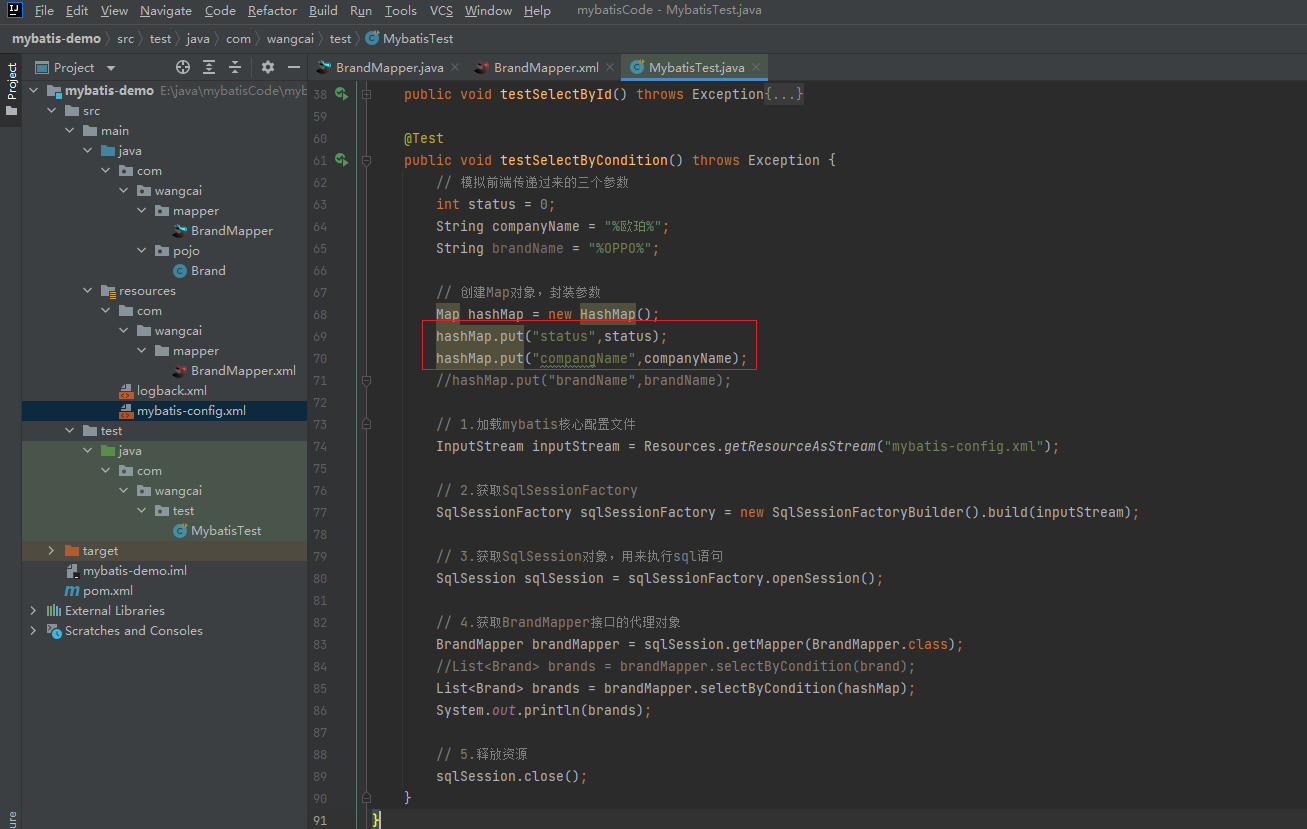 File Edit View Navigate Code Refactor Build Run Tools VCS Window Help mybatisCode - MybatisTest.java
mybatis-demo src test java com wangcai test MybatisTest
Project
Project
BrandMapper.java BrandMapper.xml MybatisTest.java
mybatis-demo E:\java\mybatisCode\myb
src
main
java
com
wangcai
mapper
BrandMapper
pojo
Brand
resources
com
wangcai
mapper
BrandMapper.xml
logback.xml
mybatis-config.xml
test
java
com
wangcai
test
MybatisTest
target
mybatis-demo.iml
pom.xml
External Libraries
Scratches and Consoles
ure
38 public void testSelectById() throws Exception{...}
59
60 @Test
61 public void testSelectByCondition() throws Exception {
62 // 模拟前端传递过来的三个参数
63 int status = 0;
64 String companyName = "%欧珀%";
65 String brandName = "%OPPO%";
66
67 // 创建Map对象，封装参数
68 Map hashMap = new HashMap();
69 hashMap.put("status",status);
70 hashMap.put("compangName",companyName);
71 //hashMap.put("brandName",brandName);
72
73 // 1.加载mybatis核心配置文件
74 InputStream inputStream = Resources.getResourceAsStream("mybatis-config.xml");
75
76 // 2.获取SqlSessionFactory
77 SqlSessionFactory sqlSessionFactory = new SqlSessionFactoryBuilder().build(inputStream);
78
79 // 3.获取SqlSession对象，用来执行sql语句
80 SqlSession sqlSession = sqlSessionFactory.openSession();
81
82 // 4.获取BrandMapper接口的代理对象
83 BrandMapper brandMapper = sqlSession.getMapper(BrandMapper.class);
84 //List<Brand> brands = brandMapper.selectByCondition(brand);
85 List<Brand> brands = brandMapper.selectByCondition(hashMap);
86 System.out.println(brands);
87
88 // 5.释放资源
89 sqlSession.close();
90 }
91 }